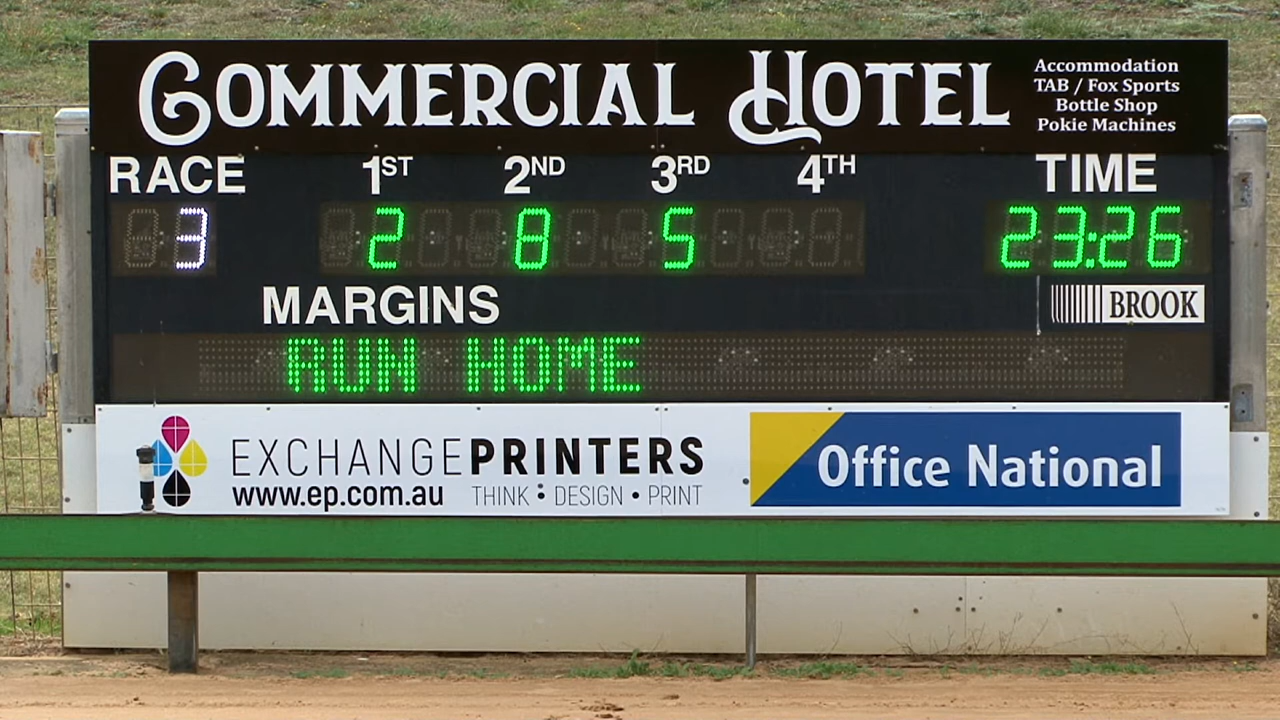 COMMERCIAL HOTEL
Accommodation
TAB / Fox Sports
Bottle Shop
Pokie Machines
RACE 1ST 2ND 3RD 4TH TIME
3 2 8 5 23:26
MARGINS
BROOK
RUN HOME
EXCHANGEPRINTERS
www.ep.com.au THINK • DESIGN • PRINT
Office National